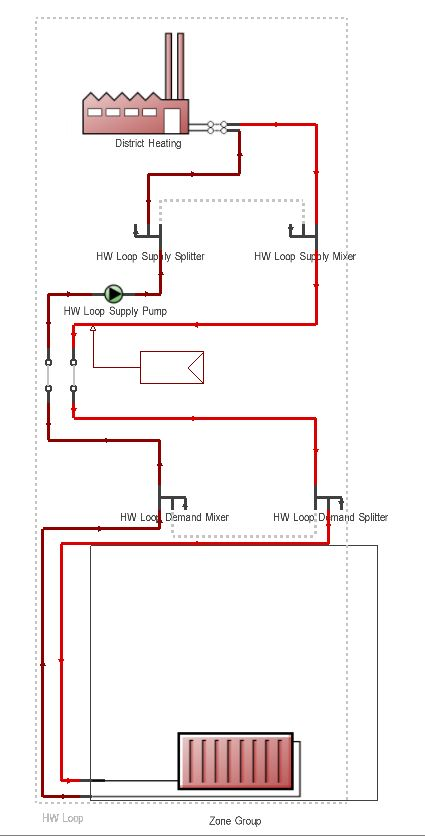 District Heating
HW Loop Supply Splitter
HW Loop Supply Mixer
HW Loop Supply Pump
HW Loop Demand Mixer
HW Loop Demand Splitter
HW Loop
Zone Group